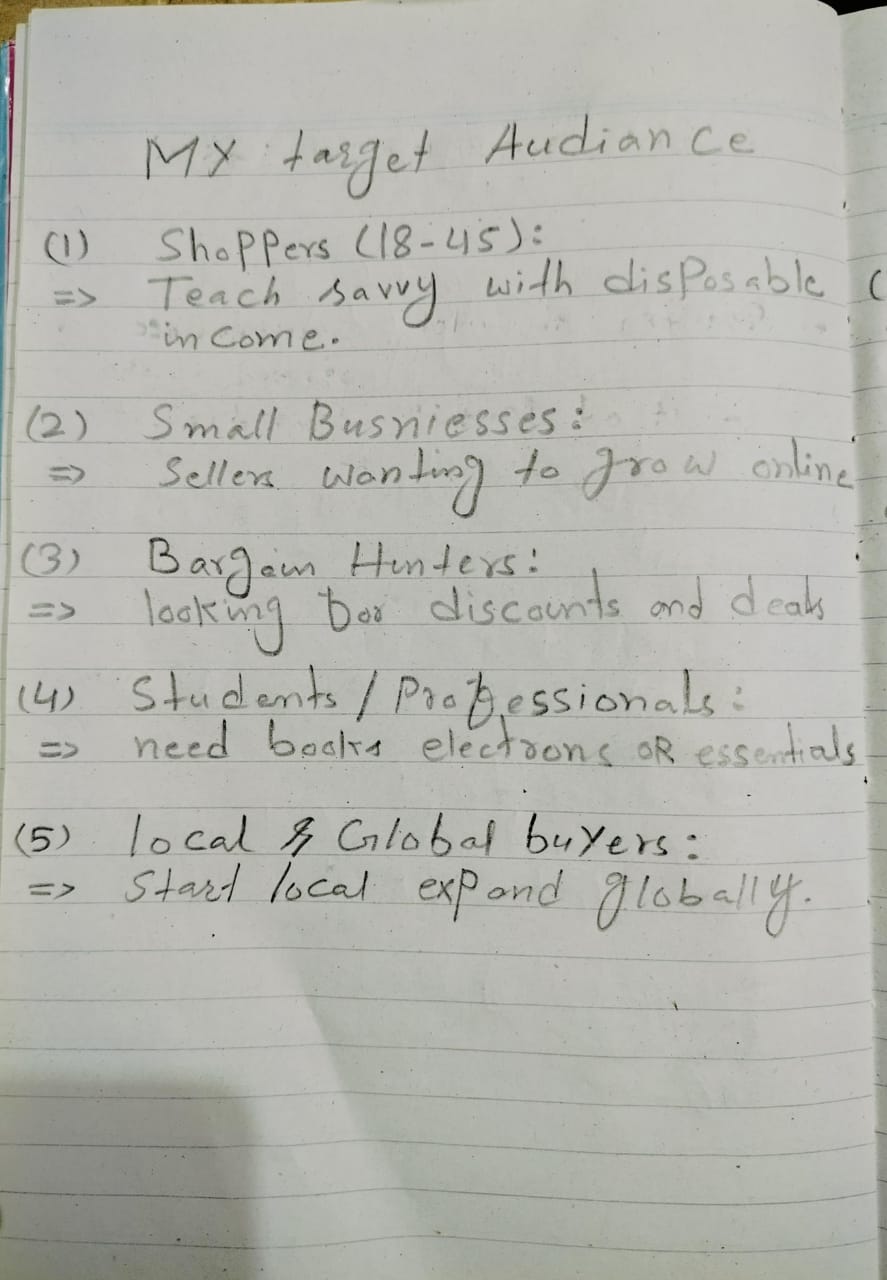 My target Audiance
(1) Shoppers (18-45):
=> Teach savvy with disposable
income.
(2) Small Busniesses:
=> Sellers wanting to grow online
(3) Bargain Hunters:
=> looking for discounts and deals
(4) Students / Professionals:
=> need books electrons OR essentials
(5) local & Global buyers:
=> Start local expand globally.